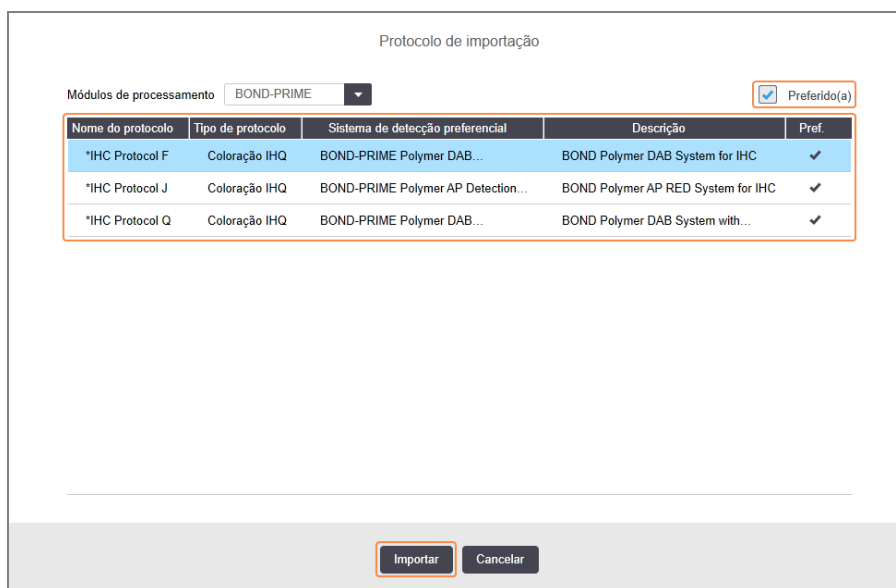 Protocolo de importação
Módulos de processamento BOND-PRIME Preferido(a)
Nome do protocolo Tipo de protocolo Sistema de detecção preferencial Descrição Pref.
*IHC Protocol F Coloração IHQ BOND-PRIME Polymer DAB... BOND Polymer DAB System for IHC
*IHC Protocol J Coloração IHQ BOND-PRIME Polymer AP Detection... BOND Polymer AP RED System for IHC
*IHC Protocol Q Coloração IHQ BOND-PRIME Polymer DAB... BOND Polymer DAB System with...
Importar Cancelar